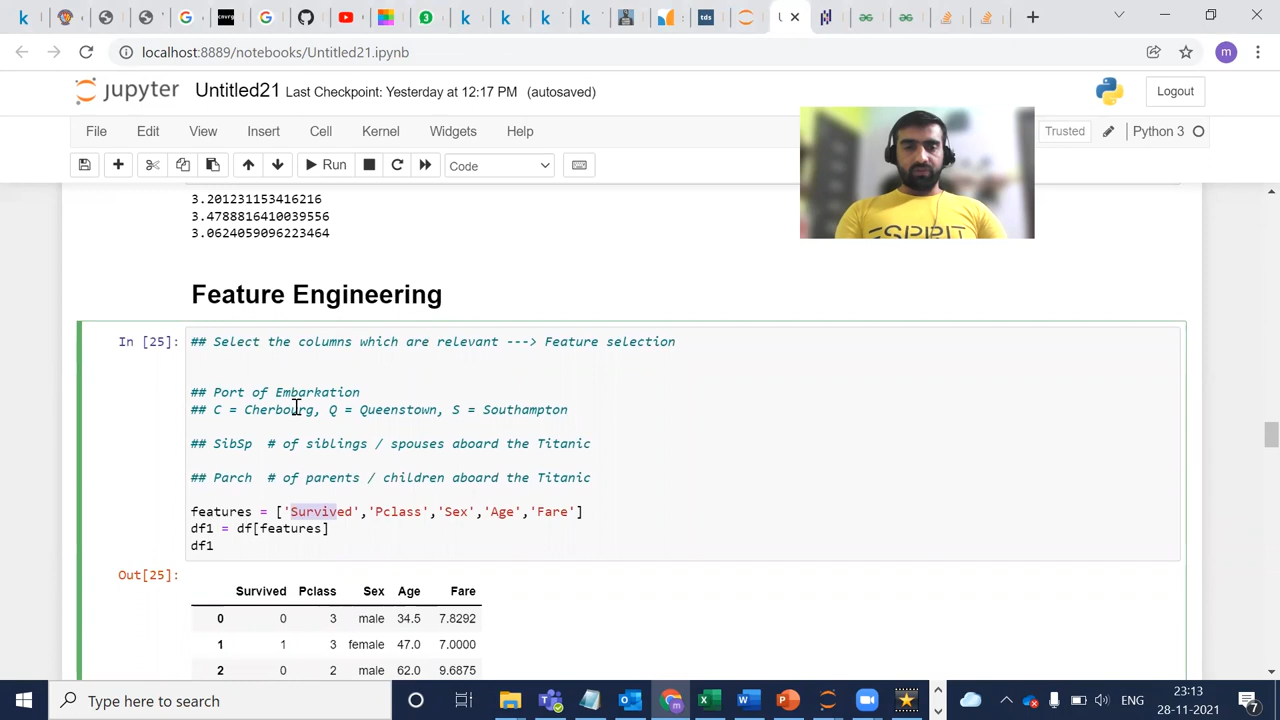 localhost:8889/notebooks/Untitled21.ipynb
m
jupyter Untitled21 Last Checkpoint: Yesterday at 12:17 PM (autosaved)
Logout
File Edit View Insert Cell Kernel Widgets Help
Trusted
Python 3
Run
Code
3.201231153416216
3.4788816410039556
3.0624059096223464
ESPRIT
Feature Engineering
In [25]:
## Select the columns which are relevant ---> Feature selection
## Port of Embarkation
## C = Cherbourg, Q = Queenstown, S = Southampton
## SibSp # of siblings / spouses aboard the Titanic
## Parch # of parents / children aboard the Titanic
features = ['Survived','Pclass','Sex','Age','Fare']
df1 = df[features]
df1
Out[25]:
Survived Pclass Sex Age Fare
0 0 3 male 34.5 7.8292
1 1 3 female 47.0 7.0000
2 0 2 male 62.0 9.6875
Type here to search
ENG
23:13
28-11-2021
7